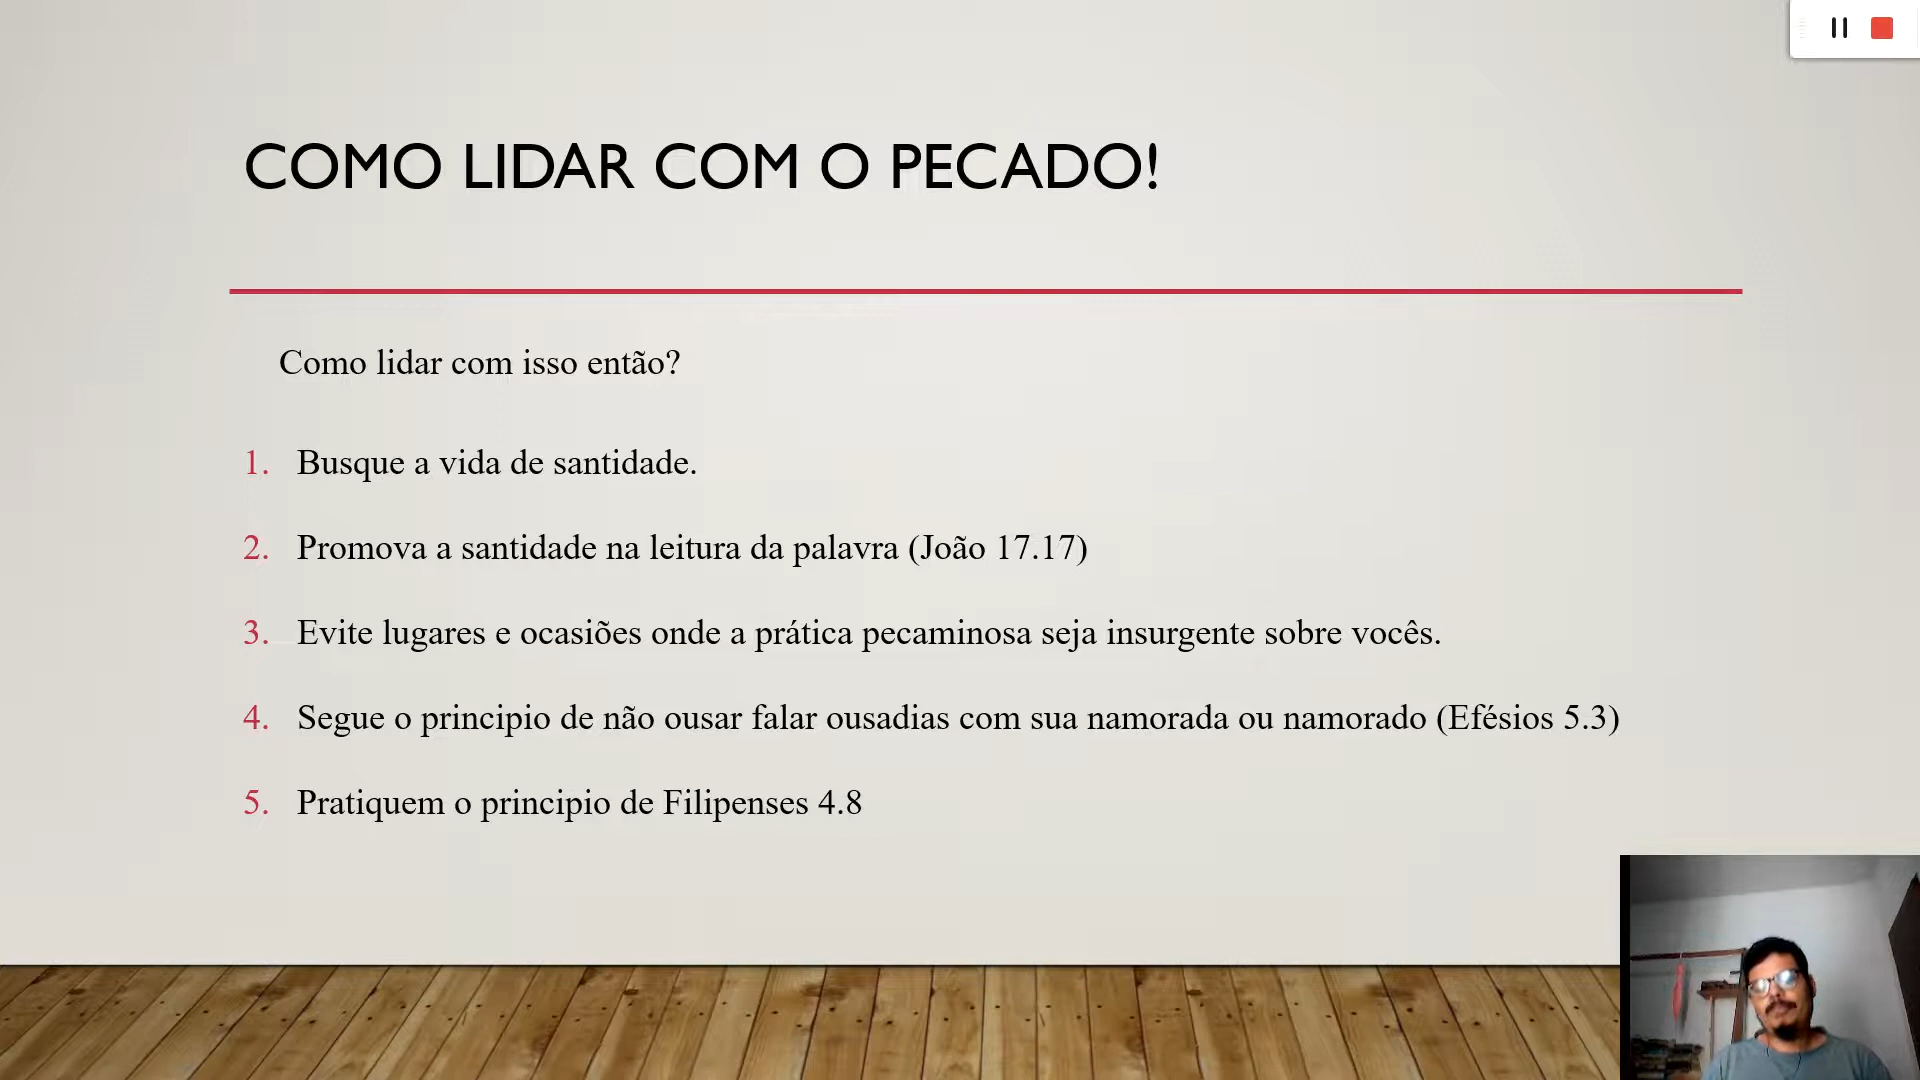 COMO LIDAR COM O PECADO!
Como lidar com isso então?
1. Busque a vida de santidade.
2. Promova a santidade na leitura da palavra (João 17.17)
3. Evite lugares e ocasiões onde a prática pecaminosa seja insurgente sobre vocês.
4. Segue o principio de não ousar falar ousadias com sua namorada ou namorado (Efésios 5.3)
5. Pratiquem o principio de Filipenses 4.8